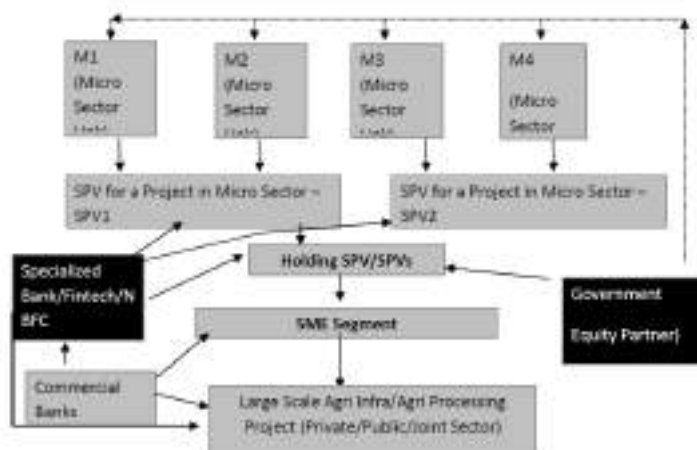 M1
(Micro
Sector
M2
(Micro
Sector
M3
(Micro
Sector
M4
(Micro
Sector
SPV for a Project in Micro Sector –
SPV1
SPV for a Project in Micro Sector –
SPV2
Holding SPV/SPVs
Specialized
Bank/Fintech/N
BFC
Government
Equity Partner)
SME Segment
Commercial
Banks
Large Scale Agri Infra/Agri Processing
Project (Private/Public/Joint Sector)